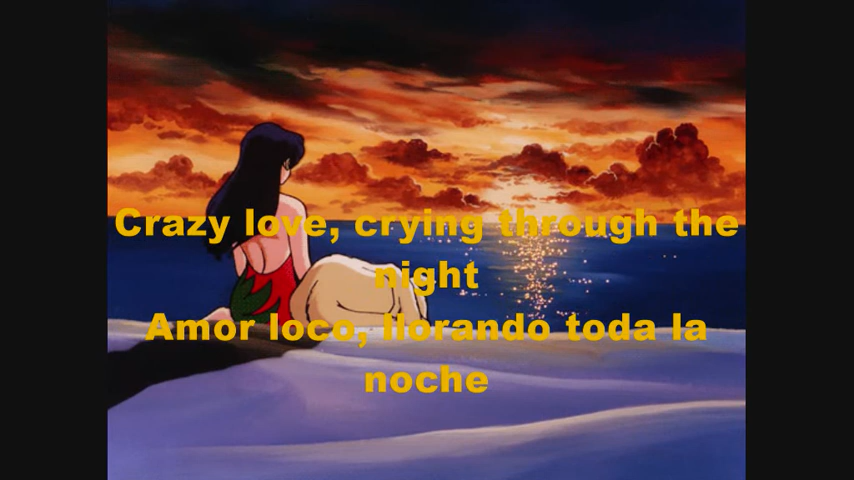 Crazy love, crying through the
night
Amor loco, llorando toda la
noche